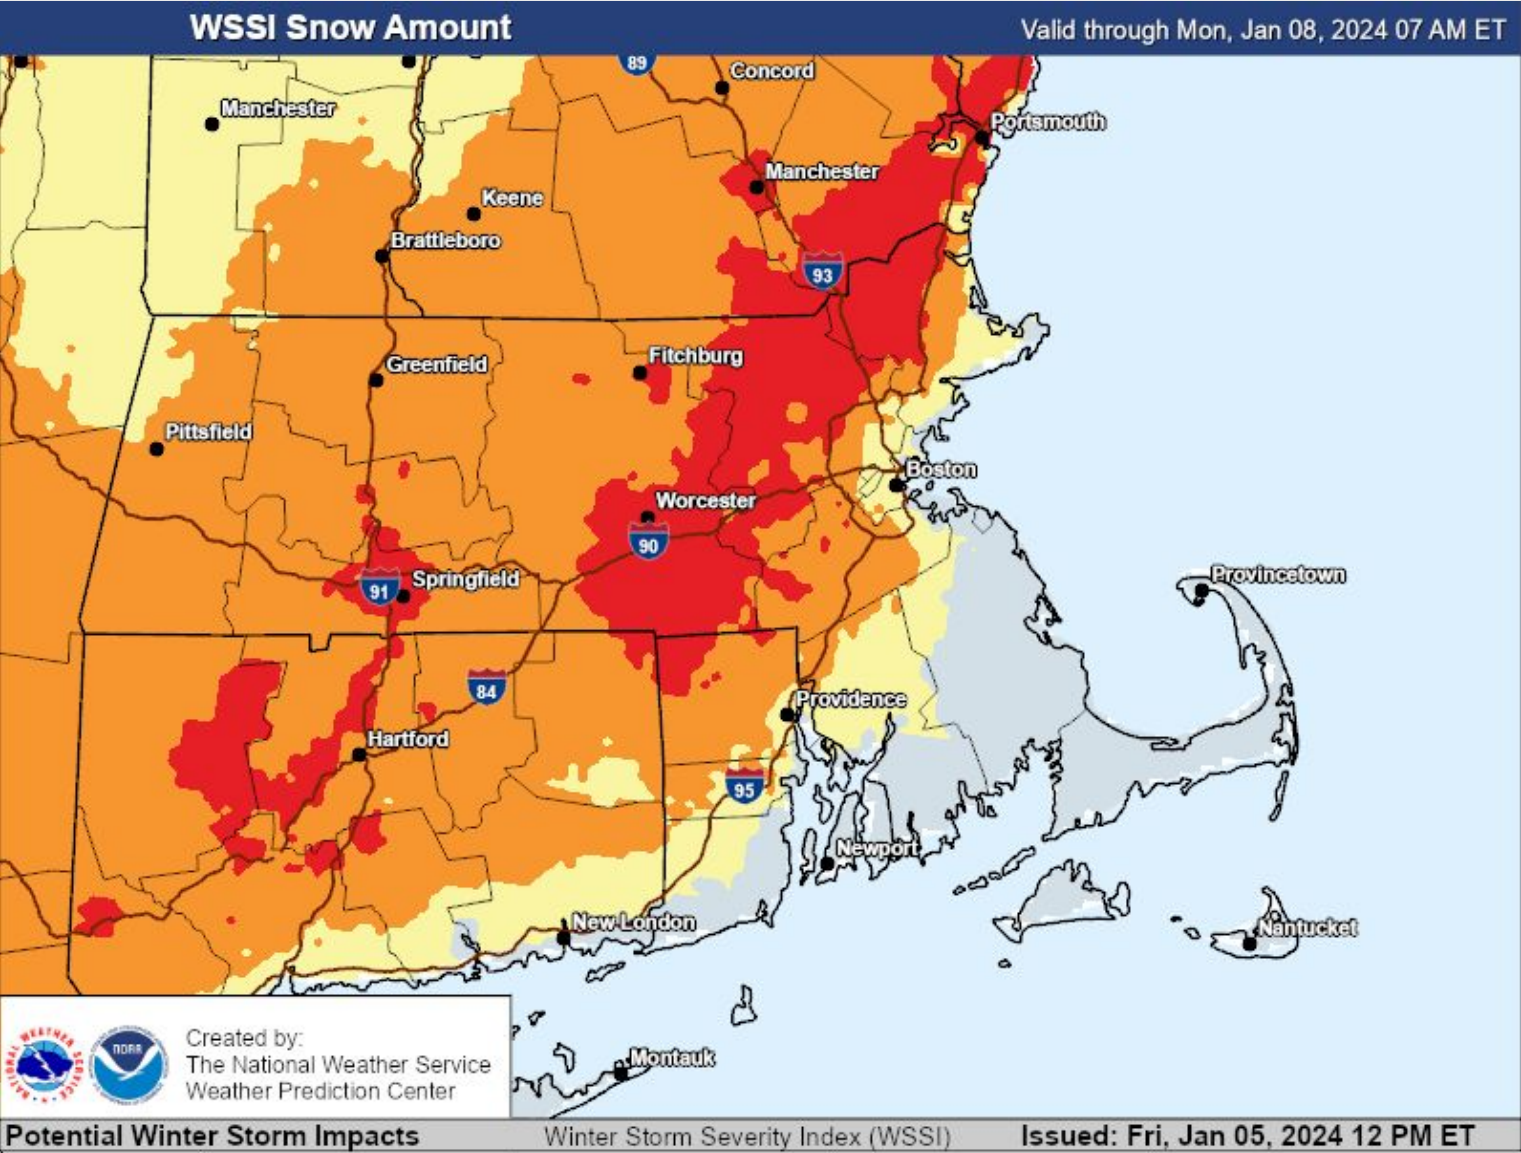 WSSI Snow Amount
Valid through Mon, Jan 08, 2024 07 AM ET
89
Concord
Manchester
Portsmouth
Manchester
Keene
Brattleboro
93
Fitchburg
Greenfield
Pittsfield
Boston
Worcester
90
Provincetown
Springfield
91
84
Providence
Hartford
95
Newport
New London
Nantucket
Montauk
NATIONAL WEATHER SERVICE
NOAA
Created by:
The National Weather Service
Weather Prediction Center
Potential Winter Storm Impacts
Winter Storm Severity Index (WSSI)
Issued: Fri, Jan 05, 2024 12 PM ET